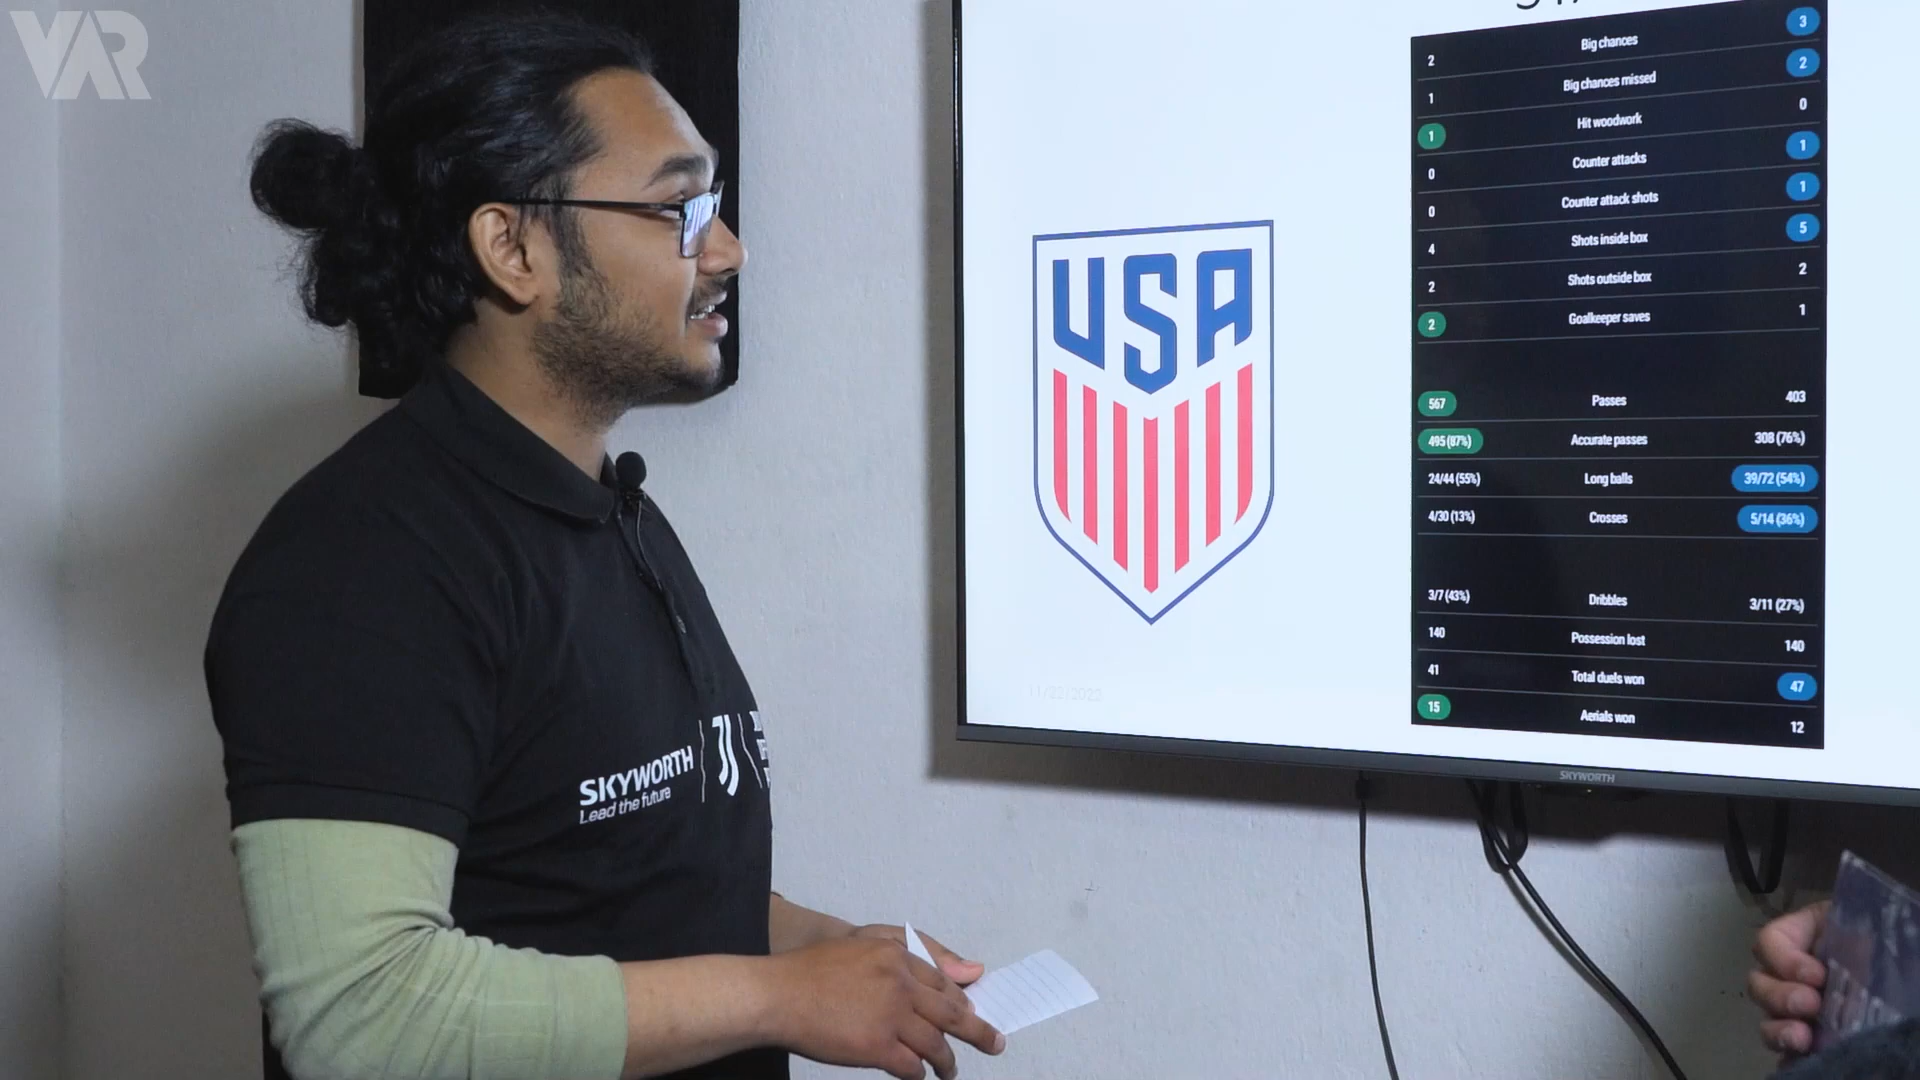 VAR
USA
2 Big chances 3
1 Big chances missed 2
1 Hit woodwork 0
0 Counter attacks 1
0 Counter attack shots 1
4 Shots inside box 5
2 Shots outside box 2
2 Goalkeeper saves 1
567 Passes 403
495 (87%) Accurate passes 308 (76%)
24/44 (55%) Long balls 39/72 (54%)
4/30 (13%) Crosses 5/14 (36%)
3/7 (43%) Dribbles 3/11 (27%)
140 Possession lost 140
41 Total duels won 47
15 Aerials won 12
11/22/2022
SKYWORTH
SKYWORTH
Lead the future